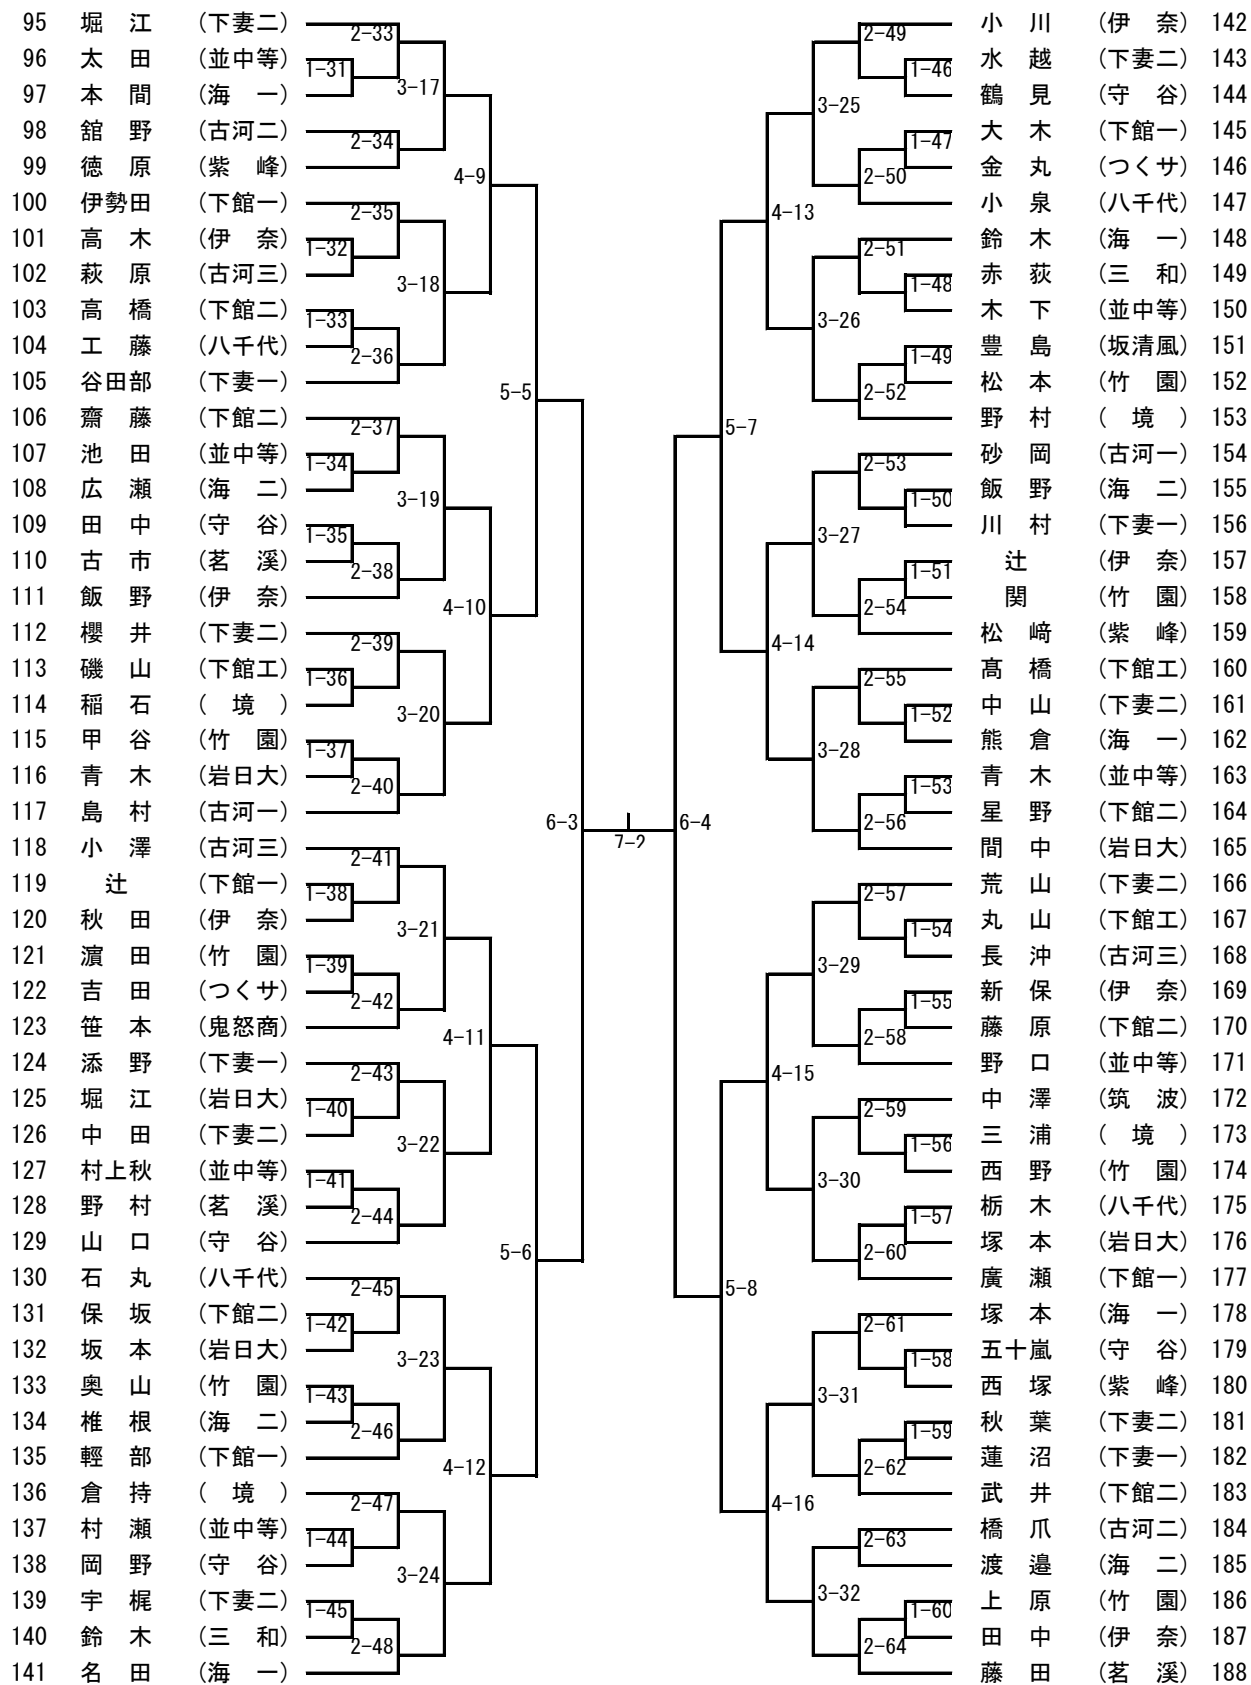 95 堀 江 （下妻二）
96 太 田 （並中等）
97 本 間 （海 一）
98 舘 野 （古河二）
99 徳 原 （紫 峰）
100 伊勢田 （下館一）
101 高 木 （伊 奈）
102 萩 原 （古河三）
103 高 橋 （下館二）
104 工 藤 （八千代）
105 谷田部 （下妻一）
106 齋 藤 （下館二）
107 池 田 （並中等）
108 広 瀬 （海 二）
109 田 中 （守 谷）
110 古 市 （茗 溪）
111 飯 野 （伊 奈）
112 櫻 井 （下妻二）
113 磯 山 （下館工）
114 稲 石 （ 境 ）
115 甲 谷 （竹 園）
116 青 木 （岩日大）
117 島 村 （古河一）
118 小 澤 （古河三）
119 辻 （下館一）
120 秋 田 （伊 奈）
121 濵 田 （竹 園）
122 吉 田 （つくサ）
123 笹 本 （鬼怒商）
124 添 野 （下妻一）
125 堀 江 （岩日大）
126 中 田 （下妻二）
127 村上秋 （並中等）
128 野 村 （茗 溪）
129 山 口 （守 谷）
130 石 丸 （八千代）
131 保 坂 （下館二）
132 坂 本 （岩日大）
133 奥 山 （竹 園）
134 椎 根 （海 二）
135 輕 部 （下館一）
136 倉 持 （ 境 ）
137 村 瀬 （並中等）
138 岡 野 （守 谷）
139 宇 梶 （下妻二）
140 鈴 木 （三 和）
141 名 田 （海 一）
1-31
1-32
1-33
1-34
1-35
1-36
1-37
1-38
1-39
1-40
1-41
1-42
1-43
1-44
1-45
2-33
2-34
2-35
2-36
2-37
2-38
2-39
2-40
2-41
2-42
2-43
2-44
2-45
2-46
2-47
2-48
3-17
3-18
3-19
3-20
3-21
3-22
3-23
3-24
4-9
4-10
4-11
4-12
5-5
5-6
6-3
7-2
6-4
5-7
5-8
4-13
4-14
4-15
4-16
3-25
3-26
3-27
3-28
3-29
3-30
3-31
3-32
2-49
2-50
2-51
2-52
2-53
2-54
2-55
2-56
2-57
2-58
2-59
2-60
2-61
2-62
2-63
2-64
1-46
1-47
1-48
1-49
1-50
1-51
1-52
1-53
1-54
1-55
1-56
1-57
1-58
1-59
1-60
小 川 （伊 奈） 142
水 越 （下妻二） 143
鶴 見 （守 谷） 144
大 木 （下館一） 145
金 丸 （つくサ） 146
小 泉 （八千代） 147
鈴 木 （海 一） 148
赤 荻 （三 和） 149
木 下 （並中等） 150
豊 島 （坂清風） 151
松 本 （竹 園） 152
野 村 （ 境 ） 153
砂 岡 （古河一） 154
飯 野 （海 二） 155
川 村 （下妻一） 156
辻 （伊 奈） 157
関 （竹 園） 158
松 﨑 （紫 峰） 159
髙 橋 （下館工） 160
中 山 （下妻二） 161
熊 倉 （海 一） 162
青 木 （並中等） 163
星 野 （下館二） 164
間 中 （岩日大） 165
荒 山 （下妻二） 166
丸 山 （下館工） 167
長 沖 （古河三） 168
新 保 （伊 奈） 169
藤 原 （下館二） 170
野 口 （並中等） 171
中 澤 （筑 波） 172
三 浦 （ 境 ） 173
西 野 （竹 園） 174
栃 木 （八千代） 175
塚 本 （岩日大） 176
廣 瀬 （下館一） 177
塚 本 （海 一） 178
五十嵐 （守 谷） 179
西 塚 （紫 峰） 180
秋 葉 （下妻二） 181
蓮 沼 （下妻一） 182
武 井 （下館二） 183
橋 爪 （古河二） 184
渡 邉 （海 二） 185
上 原 （竹 園） 186
田 中 （伊 奈） 187
藤 田 （茗 溪） 188